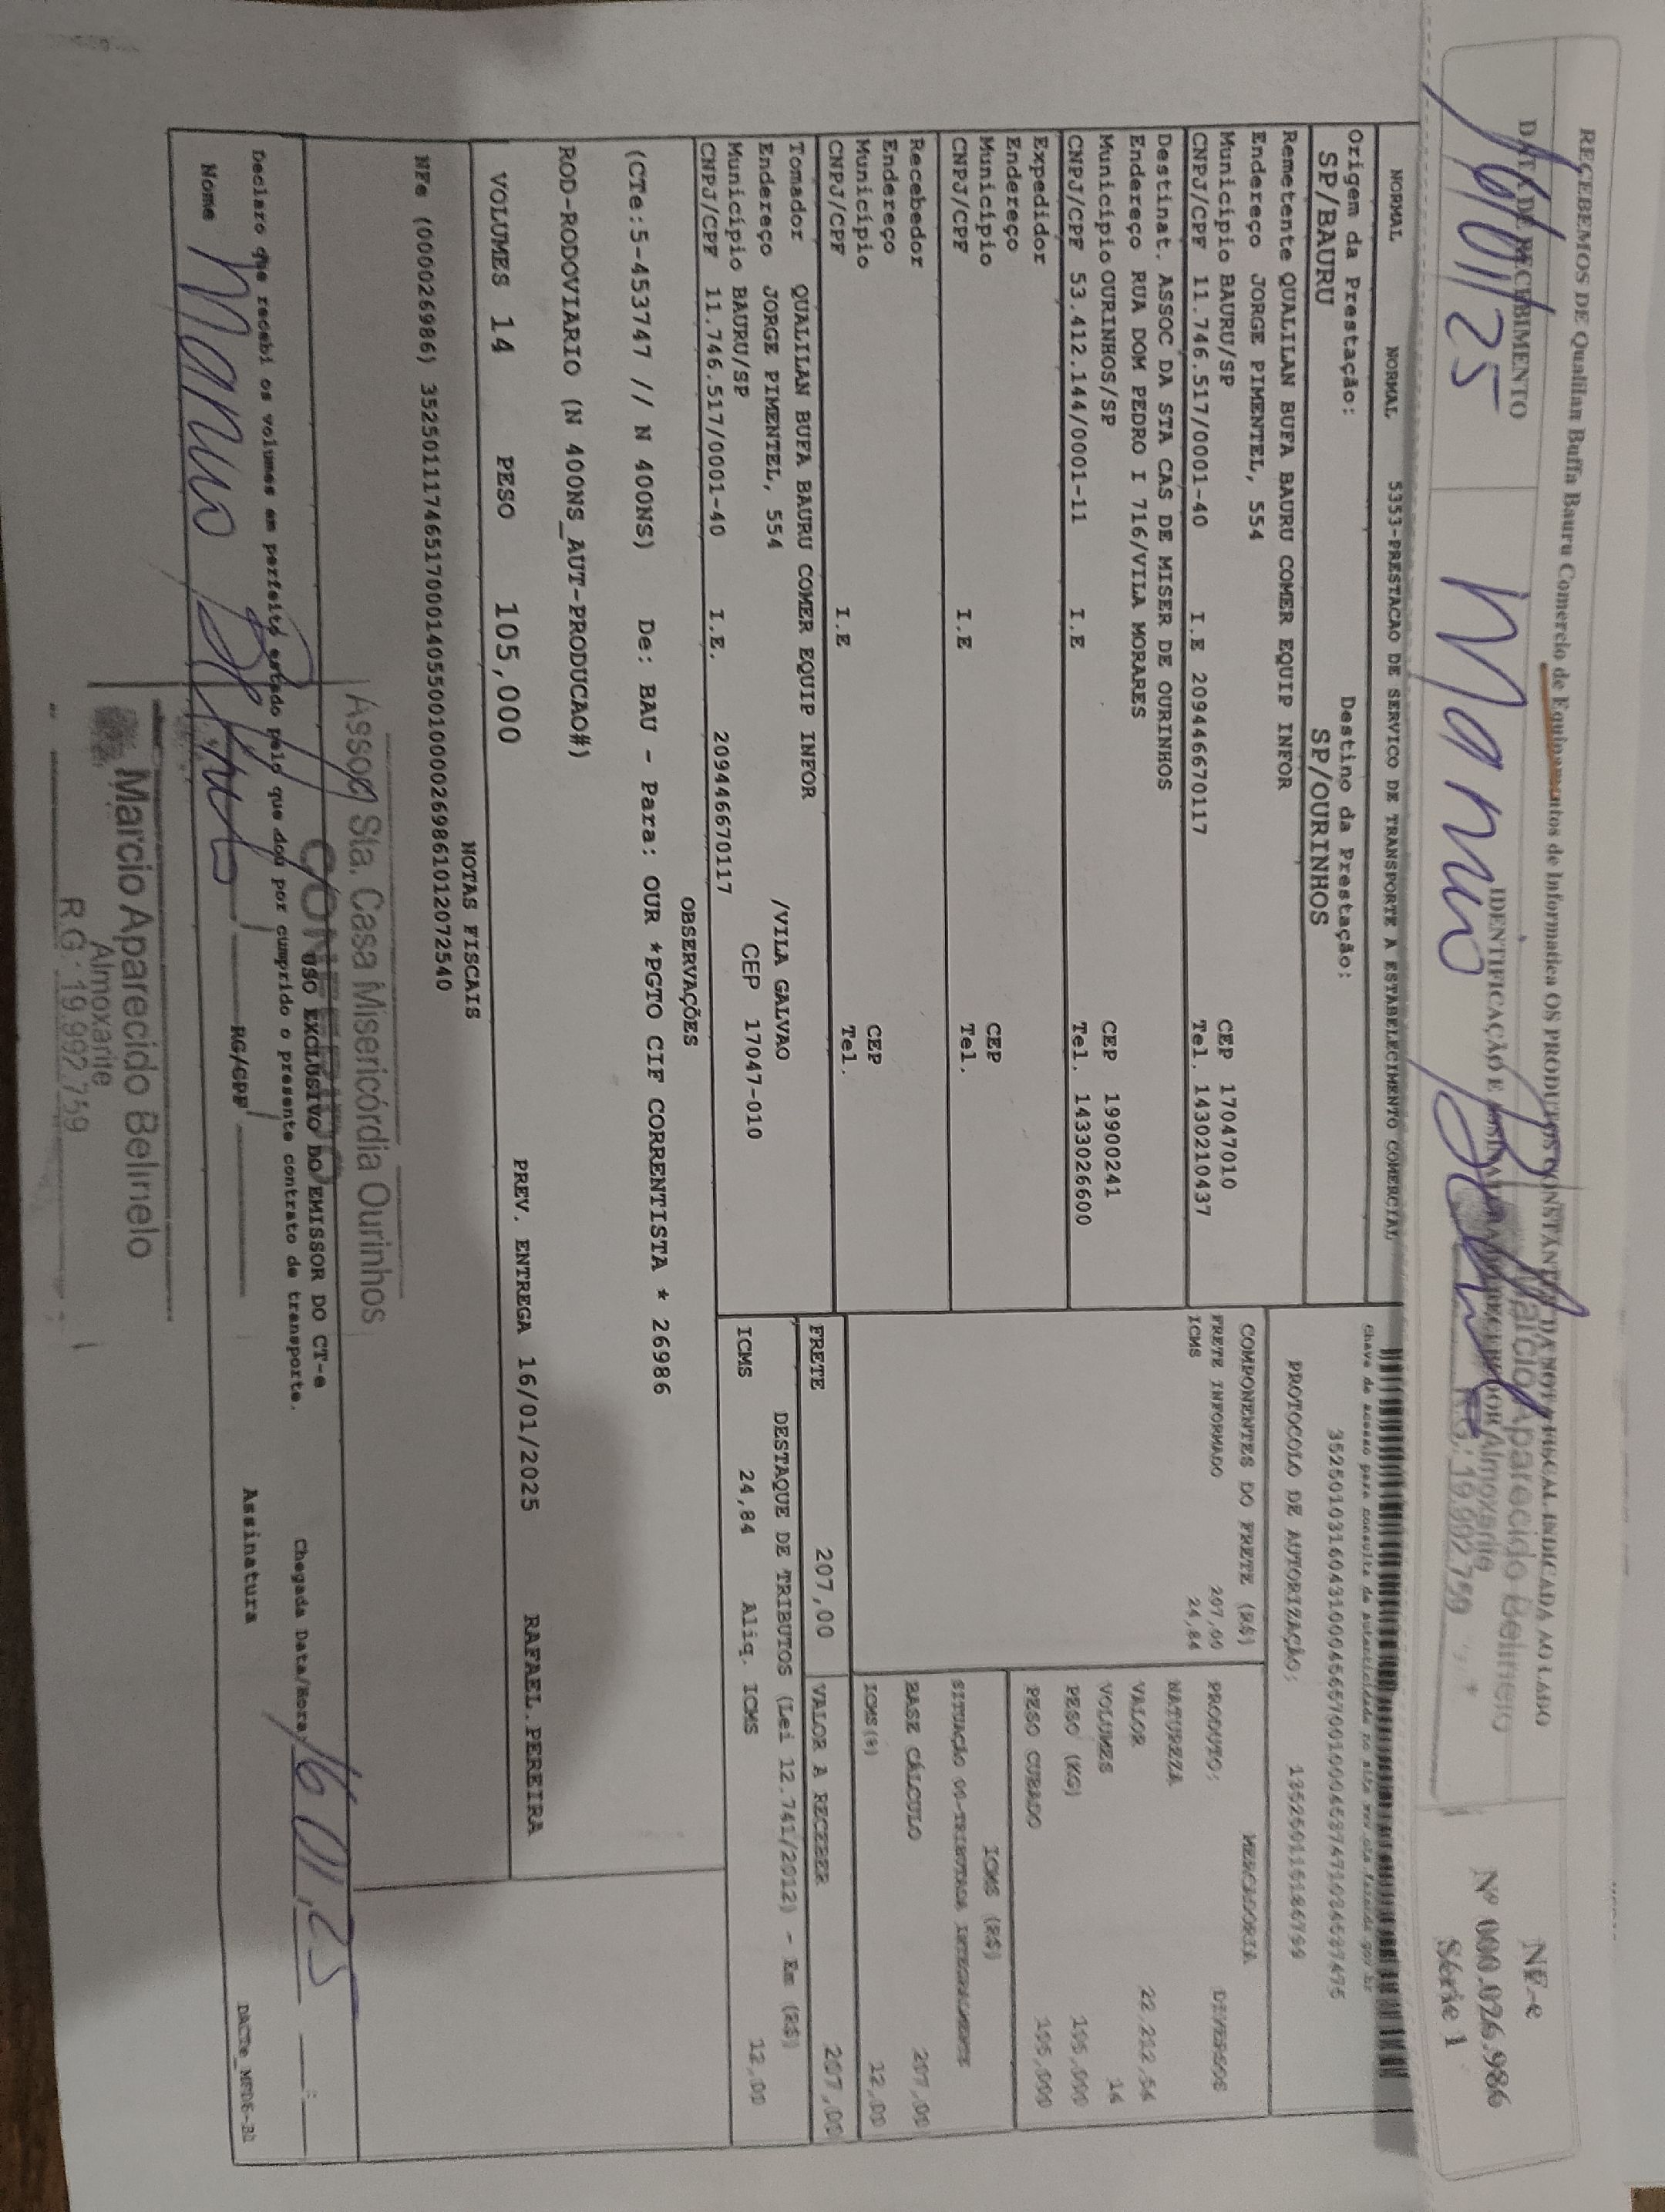 RECEBEMOS DE Qualilan Buffa Bauru Comercio de Equipamentos de Informatica OS PRODUTOS CONSTANTES DA NOTA FISCAL INDICADA AO LADO
DATA DE RECEBIMENTO
16/01/25
IDENTIFICAÇÃO E ASSINATURA DO RECEBEDOR
Marcio
Marcio Aparecido Belinelo
Almoxarife
RG: 19.992.759
NF-e
Nº 000.026.986
Série 1
NORMAL NORMAL 5353-PRESTACAO DE SERVICO DE TRANSPORTE A ESTABELECIMENTO COMERCIAL
Chave de acesso para consulta de autenticidade no site www.cte.fazenda.gov.br
Origem da Prestação: Destino da Prestação:
SP/BAURU SP/OURINHOS
PROTOCOLO DE AUTORIZAÇÃO:
Remetente QUALILAN BUFA BAURU COMER EQUIP INFOR
Endereço JORGE PIMENTEL, 554
Município BAURU/SP CEP 17047010
CNPJ/CPF 11.746.517/0001-40 I.E 209446670117 Tel. 1430210437
Destinat. ASSOC DA STA CAS DE MISER DE OURINHOS
Endereço RUA DOM PEDRO I 716/VILA MORARES
Município OURINHOS/SP CEP 19900241
CNPJ/CPF 53.412.144/0001-11 I.E Tel. 1433026600
Expedidor
Endereço
Município CEP
CNPJ/CPF I.E Tel.
Recebedor
Endereço
Município CEP
CNPJ/CPF I.E Tel.
Tomador QUALILAN BUFA BAURU COMER EQUIP INFOR
Endereço JORGE PIMENTEL, 554 /VILA GALVAO
Município BAURU/SP CEP 17047-010
CNPJ/CPF 11.746.517/0001-40 I.E. 209446670117
COMPONENTES DO FRETE (R$)
FRETE INFORMADO 207,00
ICMS 24,84
MERCADORIA
PRODUTO: DIVERSOS
NATUREZA
VALOR 22.212,54
VOLUMES 14
PESO (KG) 105,000
PESO CUBADO 105,000
ICMS (R$)
SITUAÇÃO 00-TRIBUTADA INTEGRALMENTE
BASE CÁLCULO 207,00
ICMS(%) 12,00
FRETE 207,00 VALOR A RECEBER 207,00
DESTAQUE DE TRIBUTOS (Lei 12.741/2012) - Em (R$)
ICMS 24,84 Aliq. ICMS 12,00
OBSERVAÇÕES
(CTe:5-453747 // N 400NS) De: BAU - Para: OUR *PGTO CIF CORRENTISTA * 26986
ROD-RODOVIARIO (N 400NS_AUT-PRODUCAO#)
VOLUMES 14 PESO 105,000 PREV. ENTREGA 16/01/2025 RAFAEL.PEREIRA
NOTAS FISCAIS
NFe (000026986) 35250111746517000140550010000269861012072540
Assoc. Sta. Casa Misericórdia Ourinhos
USO EXCLUSIVO DO EMISSOR DO CT-e
Declaro que recebi os volumes em perfeito estado pelo que dou por cumprido o presente contrato de transporte.
Chegada Data/Hora 16/01/25
Nome Marcio RG/CPF Assinatura
DACTe_MFD6-BR
Marcio Aparecido Belinelo
Almoxarife
RG: 19.992.759